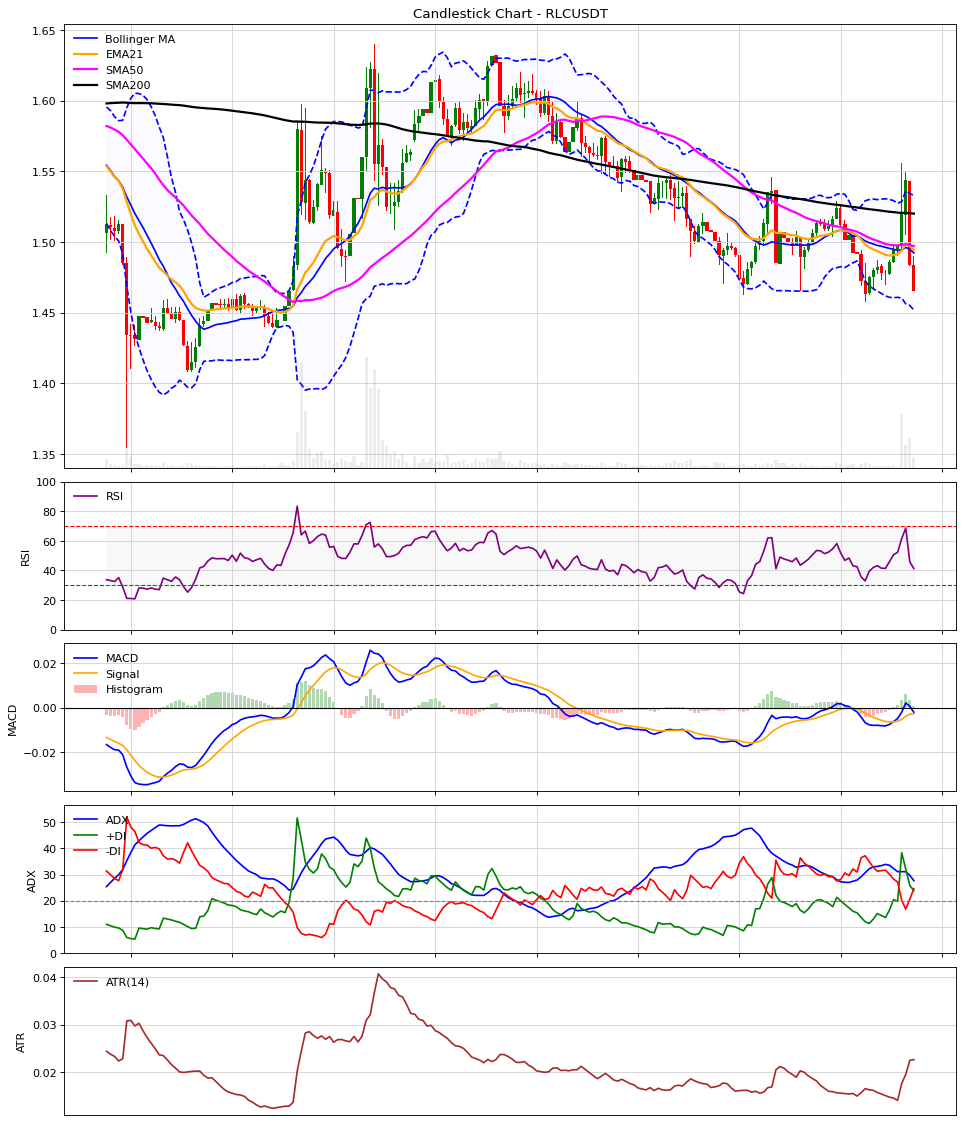 Candlestick Chart - RLCUSDT
1.65
1.60
1.55
1.50
1.45
1.40
1.35
Bollinger MA
EMA21
SMA50
SMA200
100
80
60
40
20
0
RSI
RSI
0.02
0.00
−0.02
MACD
MACD
Signal
Histogram
50
40
30
20
10
0
ADX
ADX
+DI
-DI
0.04
0.03
0.02
ATR
ATR(14)